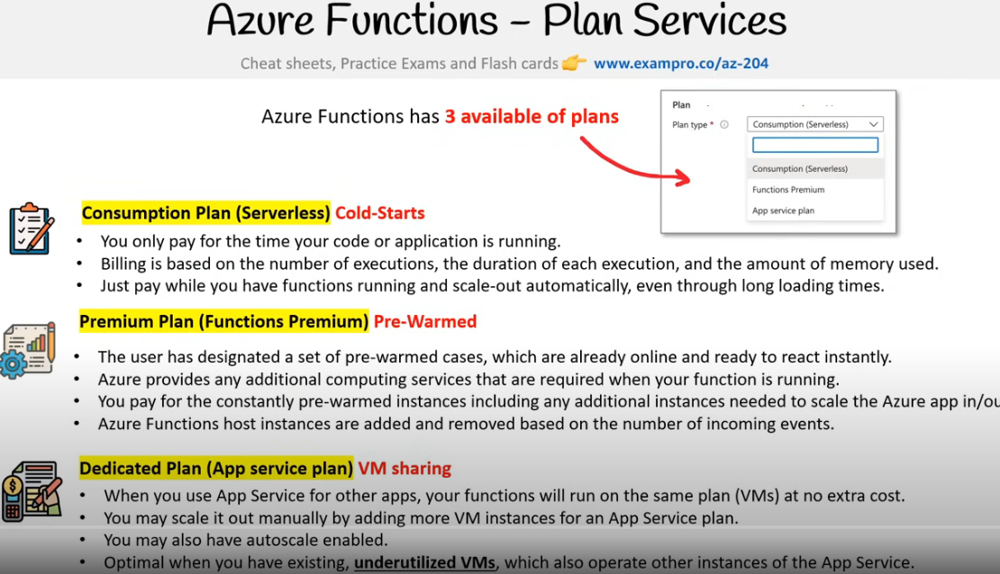 Azure Functions – Plan Services
Cheat sheets, Practice Exams and Flash cards 👉 www.exampro.co/az-204
Azure Functions has 3 available of plans
Plan
Plan type * Consumption (Serverless)
Consumption (Serverless)
Functions Premium
App service plan
Consumption Plan (Serverless) Cold-Starts
• You only pay for the time your code or application is running.
• Billing is based on the number of executions, the duration of each execution, and the amount of memory used.
• Just pay while you have functions running and scale-out automatically, even through long loading times.
Premium Plan (Functions Premium) Pre-Warmed
• The user has designated a set of pre-warmed cases, which are already online and ready to react instantly.
• Azure provides any additional computing services that are required when your function is running.
• You pay for the constantly pre-warmed instances including any additional instances needed to scale the Azure app in/ou
• Azure Functions host instances are added and removed based on the number of incoming events.
Dedicated Plan (App service plan) VM sharing
• When you use App Service for other apps, your functions will run on the same plan (VMs) at no extra cost.
• You may scale it out manually by adding more VM instances for an App Service plan.
• You may also have autoscale enabled.
• Optimal when you have existing, underutilized VMs, which also operate other instances of the App Service.